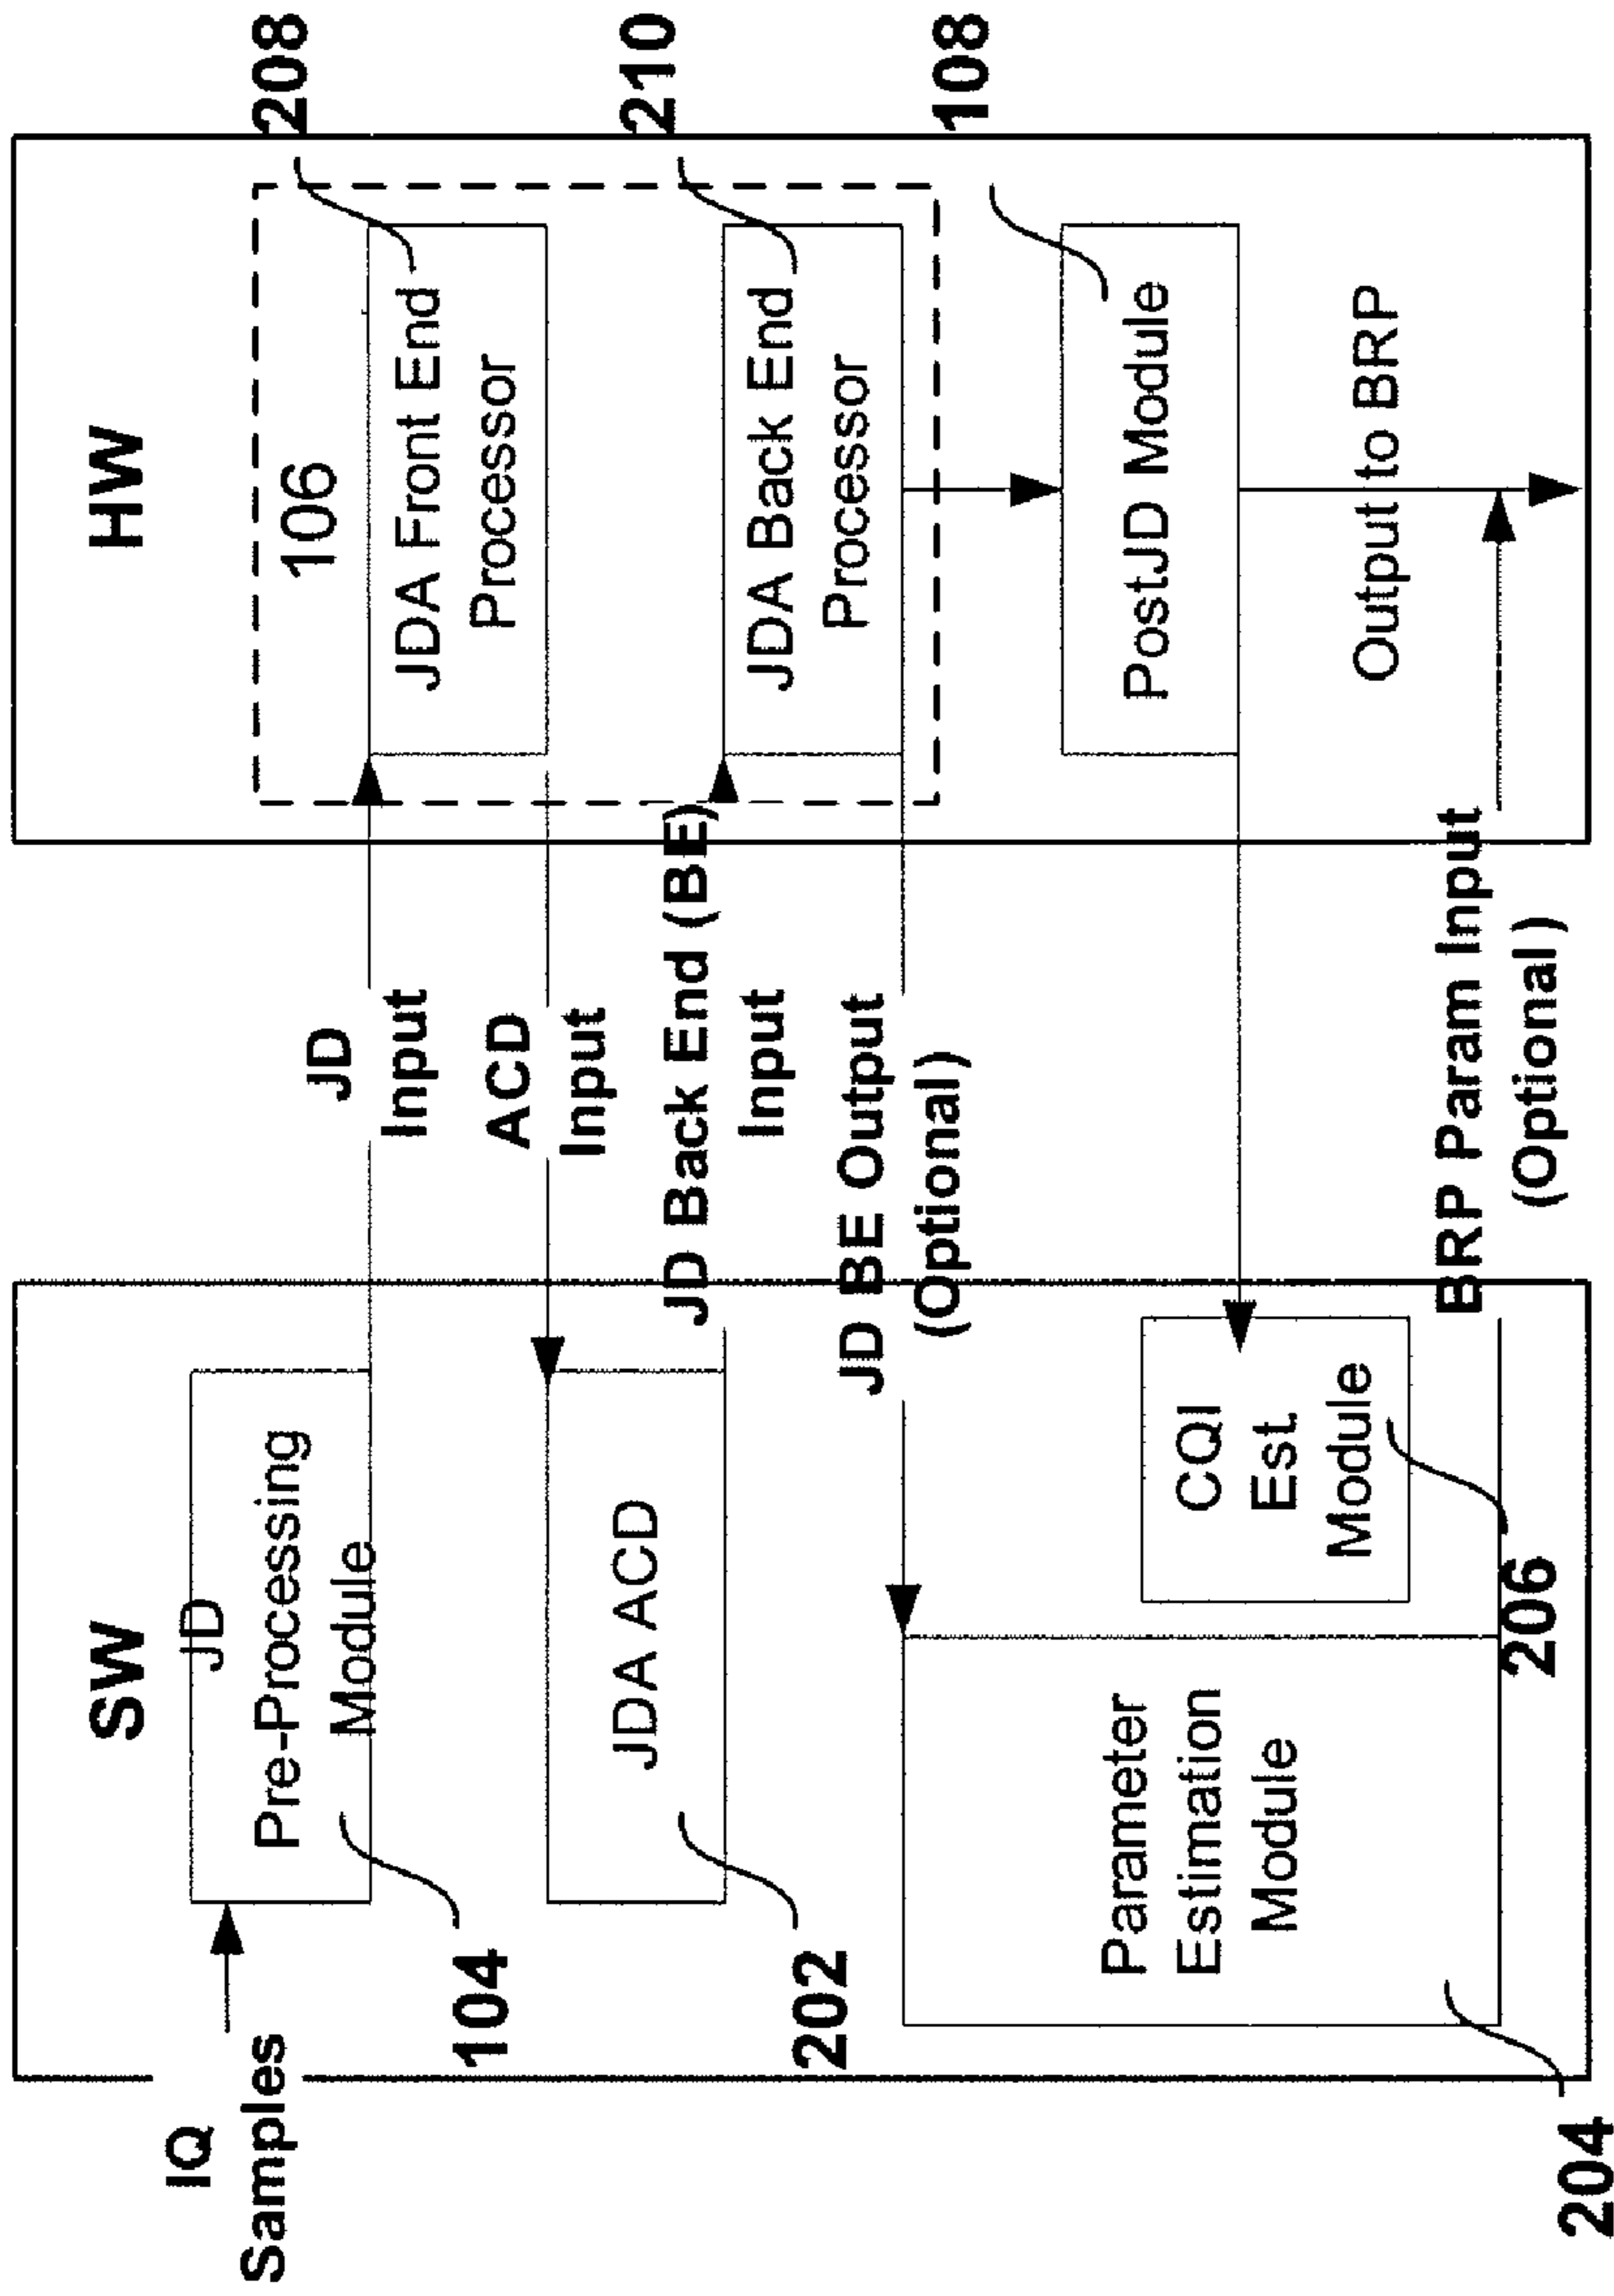 SW
HW
IQ
Samples
JD
Pre-Processing
Module
104
JD
Input
106
JDA Front End
Processor
208
ACD
Input
JDA ACD
202
JD Back End (BE)
Input
JDA Back End
Processor
210
JD BE Output
(Optional)
Parameter
Estimation
Module
204
CQI
Est.
Module
206
PostJD Module
108
Output to BRP
BRP Param Input
(Optional)